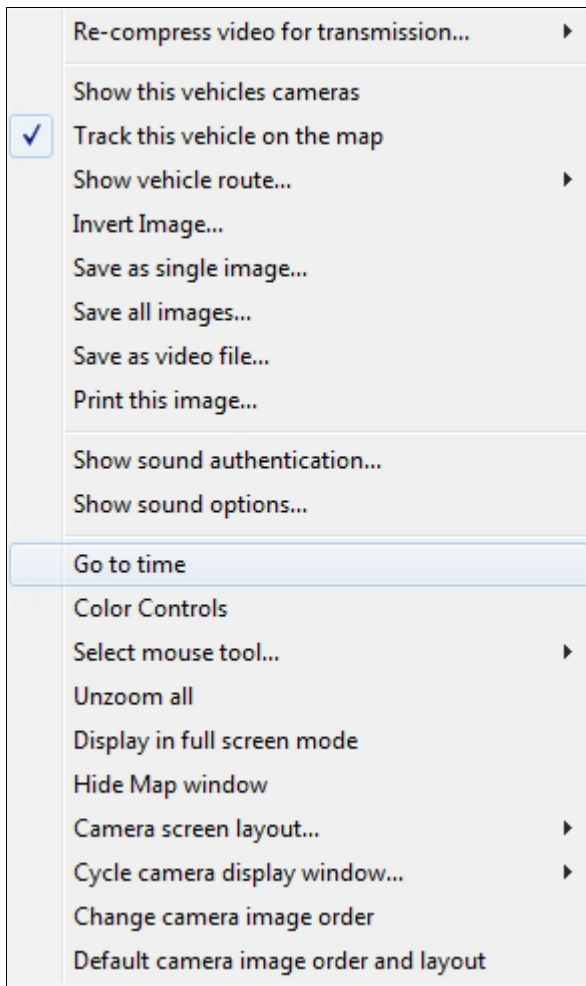 Re-compress video for transmission...
Show this vehicles cameras
Track this vehicle on the map
Show vehicle route...
Invert Image...
Save as single image...
Save all images...
Save as video file...
Print this image...
Show sound authentication...
Show sound options...
Go to time
Color Controls
Select mouse tool...
Unzoom all
Display in full screen mode
Hide Map window
Camera screen layout...
Cycle camera display window...
Change camera image order
Default camera image order and layout